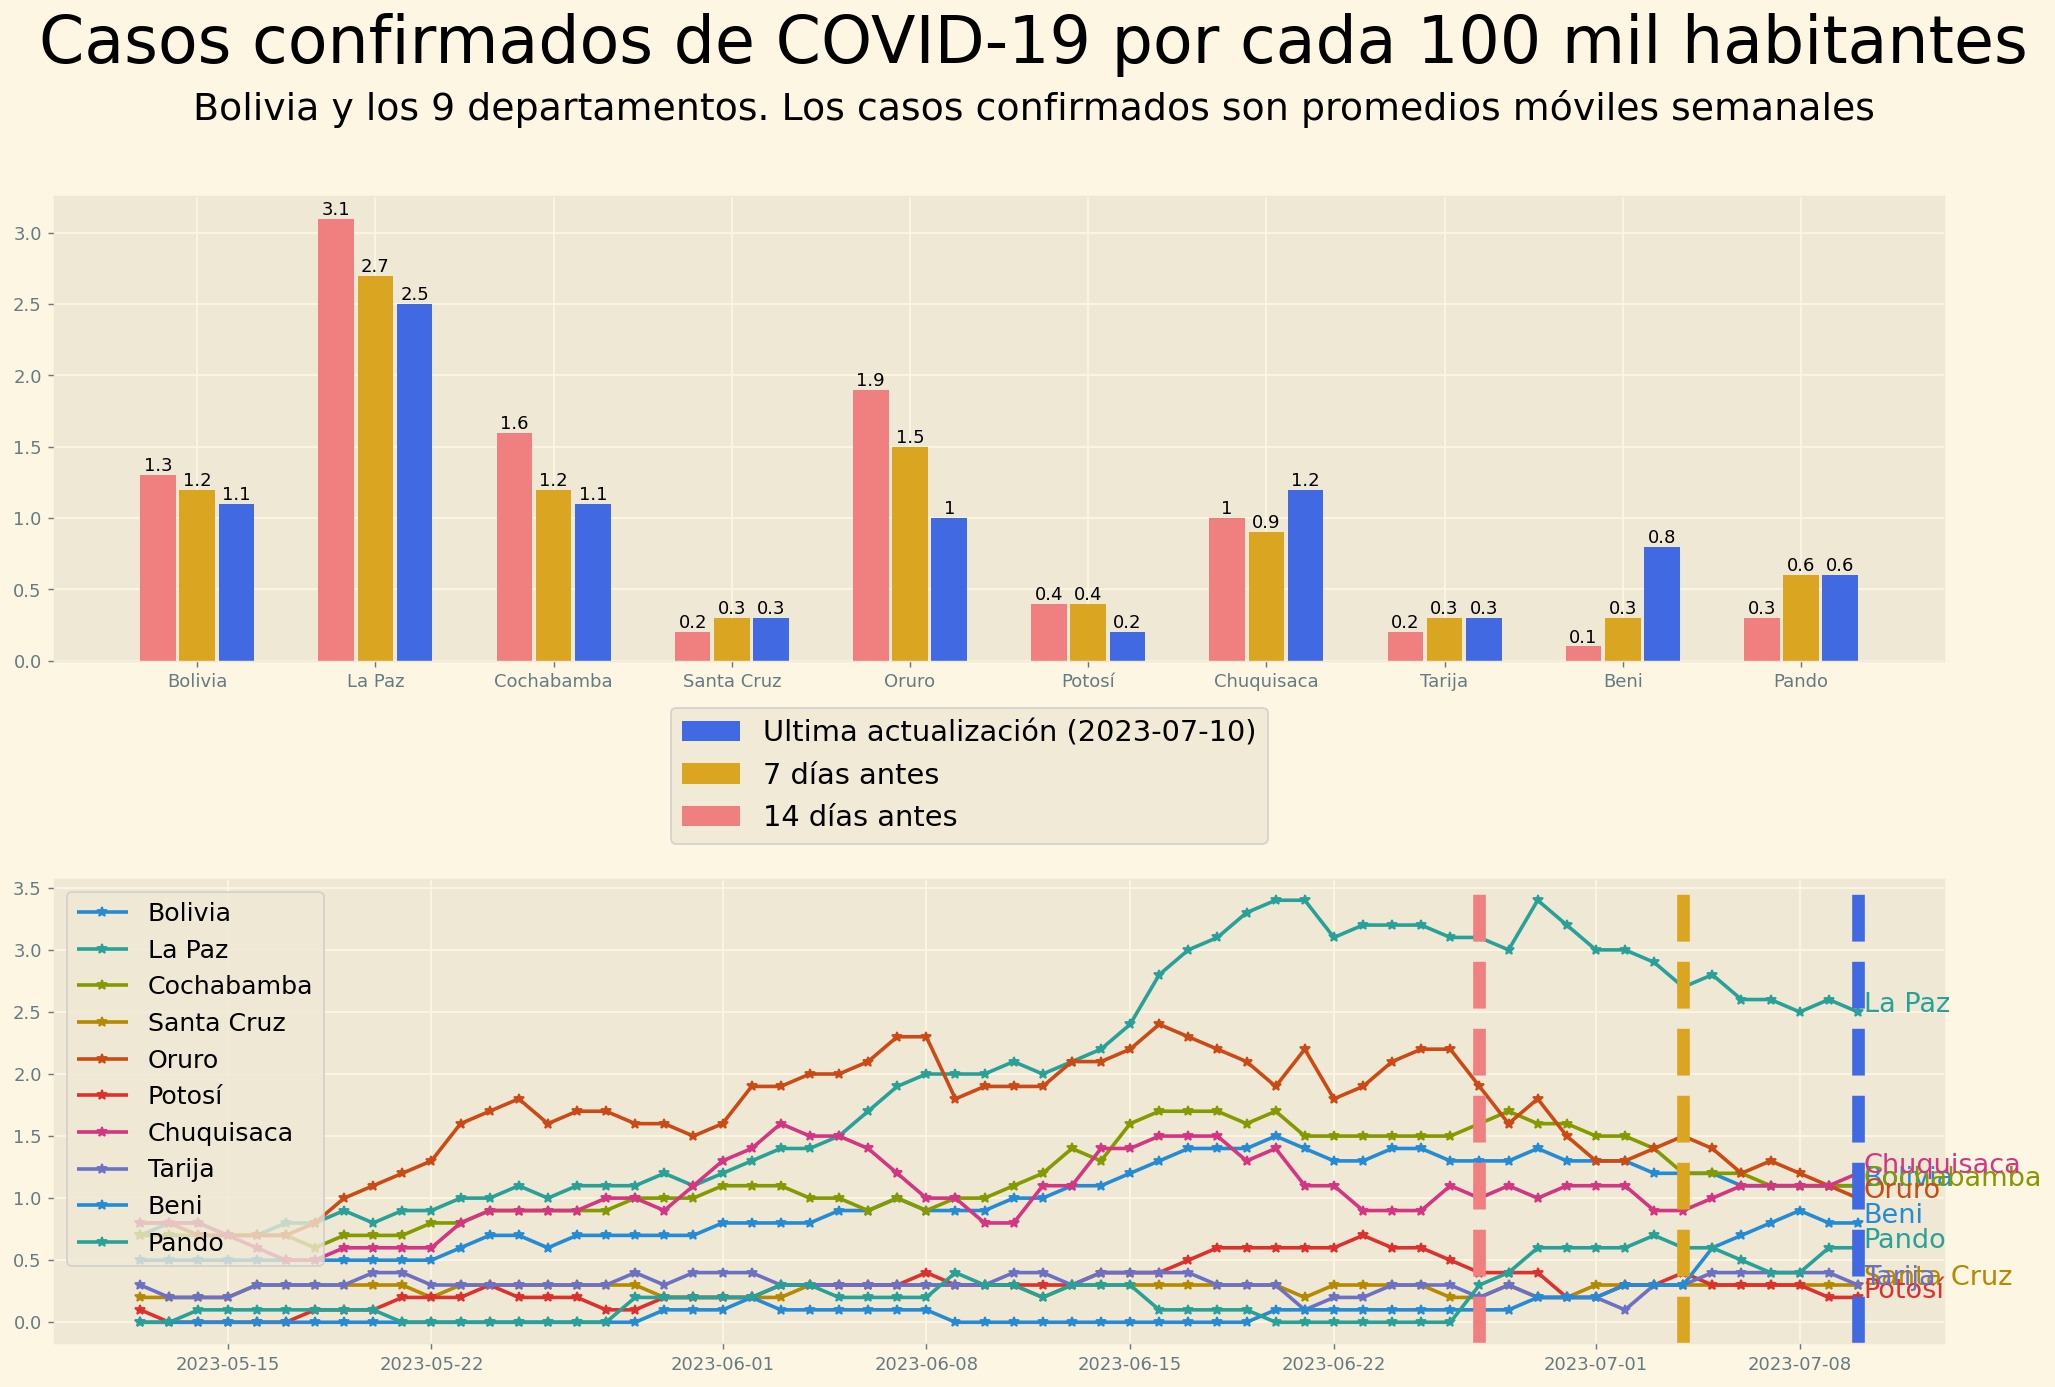 Casos confirmados de COVID-19 por cada 100 mil habitantes
Bolivia y los 9 departamentos. Los casos confirmados son promedios móviles semanales
3.0
2.5
2.0
1.5
1.0
0.5
0.0
1.3 1.2 1.1
3.1 2.7 2.5
1.6 1.2 1.1
0.2 0.3 0.3
1.9 1.5 1
0.4 0.4 0.2
1 0.9 1.2
0.2 0.3 0.3
0.1 0.3 0.8
0.3 0.6 0.6
Bolivia La Paz Cochabamba Santa Cruz Oruro Potosí Chuquisaca Tarija Beni Pando
Ultima actualización (2023-07-10)
7 días antes
14 días antes
3.5
3.0
2.5
2.0
1.5
1.0
0.5
0.0
Bolivia
La Paz
Cochabamba
Santa Cruz
Oruro
Potosí
Chuquisaca
Tarija
Beni
Pando
La Paz
Chuquisaca
Bolivia
Cochabamba
Oruro
Beni
Pando
Santa Cruz
Tarija
Potosí
2023-05-15 2023-05-22 2023-06-01 2023-06-08 2023-06-15 2023-06-22 2023-07-01 2023-07-08